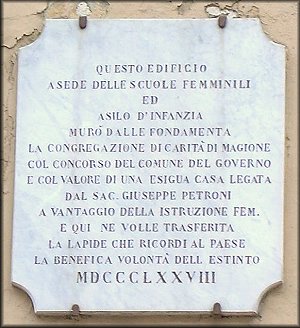 QUESTO EDIFICIO
A SEDE DELLE SCUOLE FEMMINILI
ED
ASILO D'INFANZIA
MURÒ DALLE FONDAMENTA
LA CONGREGAZIONE DI CARITÀ DI MAGIONE
COL CONCORSO DEL COMUNE DEL GOVERNO
E COL VALORE DI UNA ESIGUA CASA LEGATA
DAL SAC. GIUSEPPE PETRONI
A VANTAGGIO DELLA ISTRUZIONE FEM.
E QUI NE VOLLE TRASFERITA
LA LAPIDE CHE RICORDI AL PAESE
LA BENEFICA VOLONTÀ DELL ESTINTO
MDCCCCLXXVIII